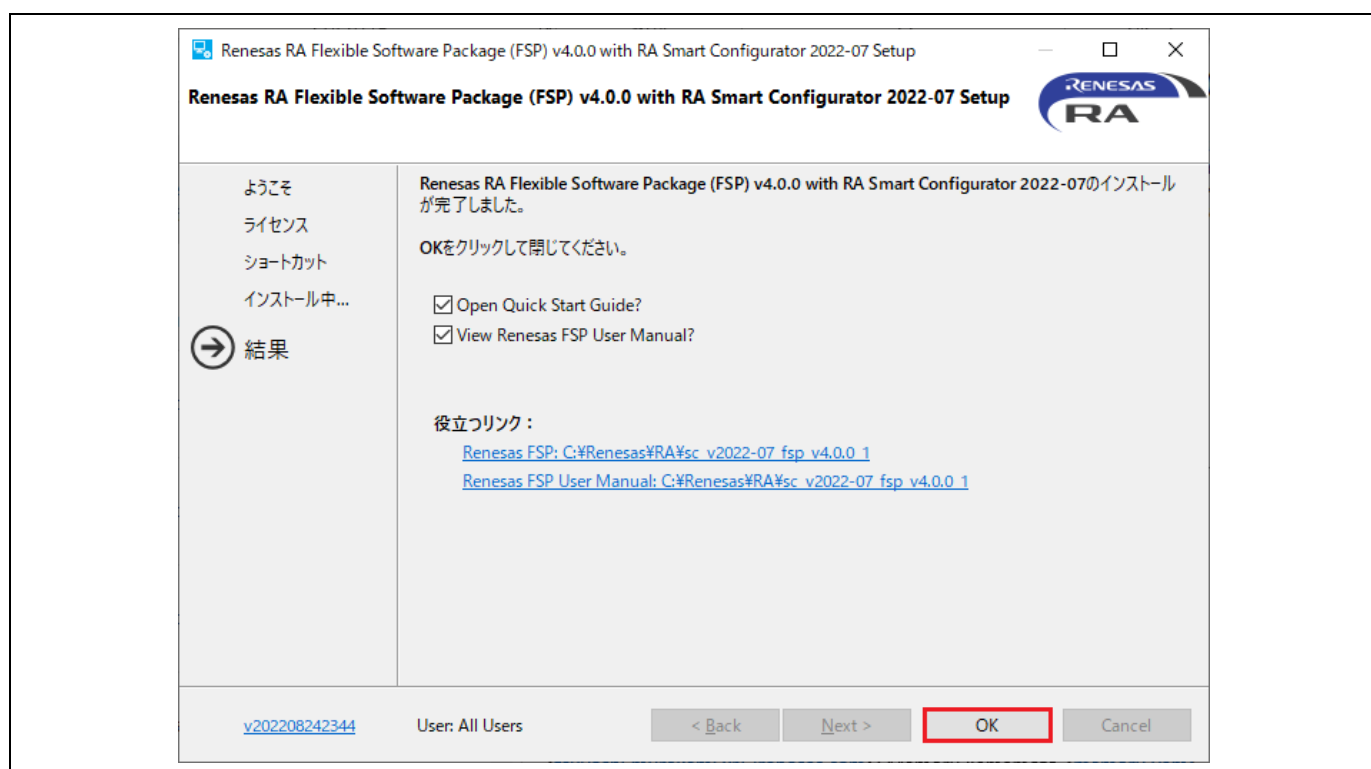 Renesas RA Flexible Software Package (FSP) v4.0.0 with RA Smart Configurator 2022-07 Setup
Renesas RA Flexible Software Package (FSP) v4.0.0 with RA Smart Configurator 2022-07 Setup
RENESAS
RA
ようこそ
ライセンス
ショートカット
インストール中...
結果
Renesas RA Flexible Software Package (FSP) v4.0.0 with RA Smart Configurator 2022-07のインストール
が完了しました。
OKをクリックして閉じてください。
Open Quick Start Guide?
View Renesas FSP User Manual?
役立つリンク：
Renesas FSP: C:¥Renesas¥RA¥sc_v2022-07_fsp_v4.0.0_1
Renesas FSP User Manual: C:¥Renesas¥RA¥sc_v2022-07_fsp_v4.0.0_1
v202208242344
User: All Users
< Back
Next >
OK
Cancel